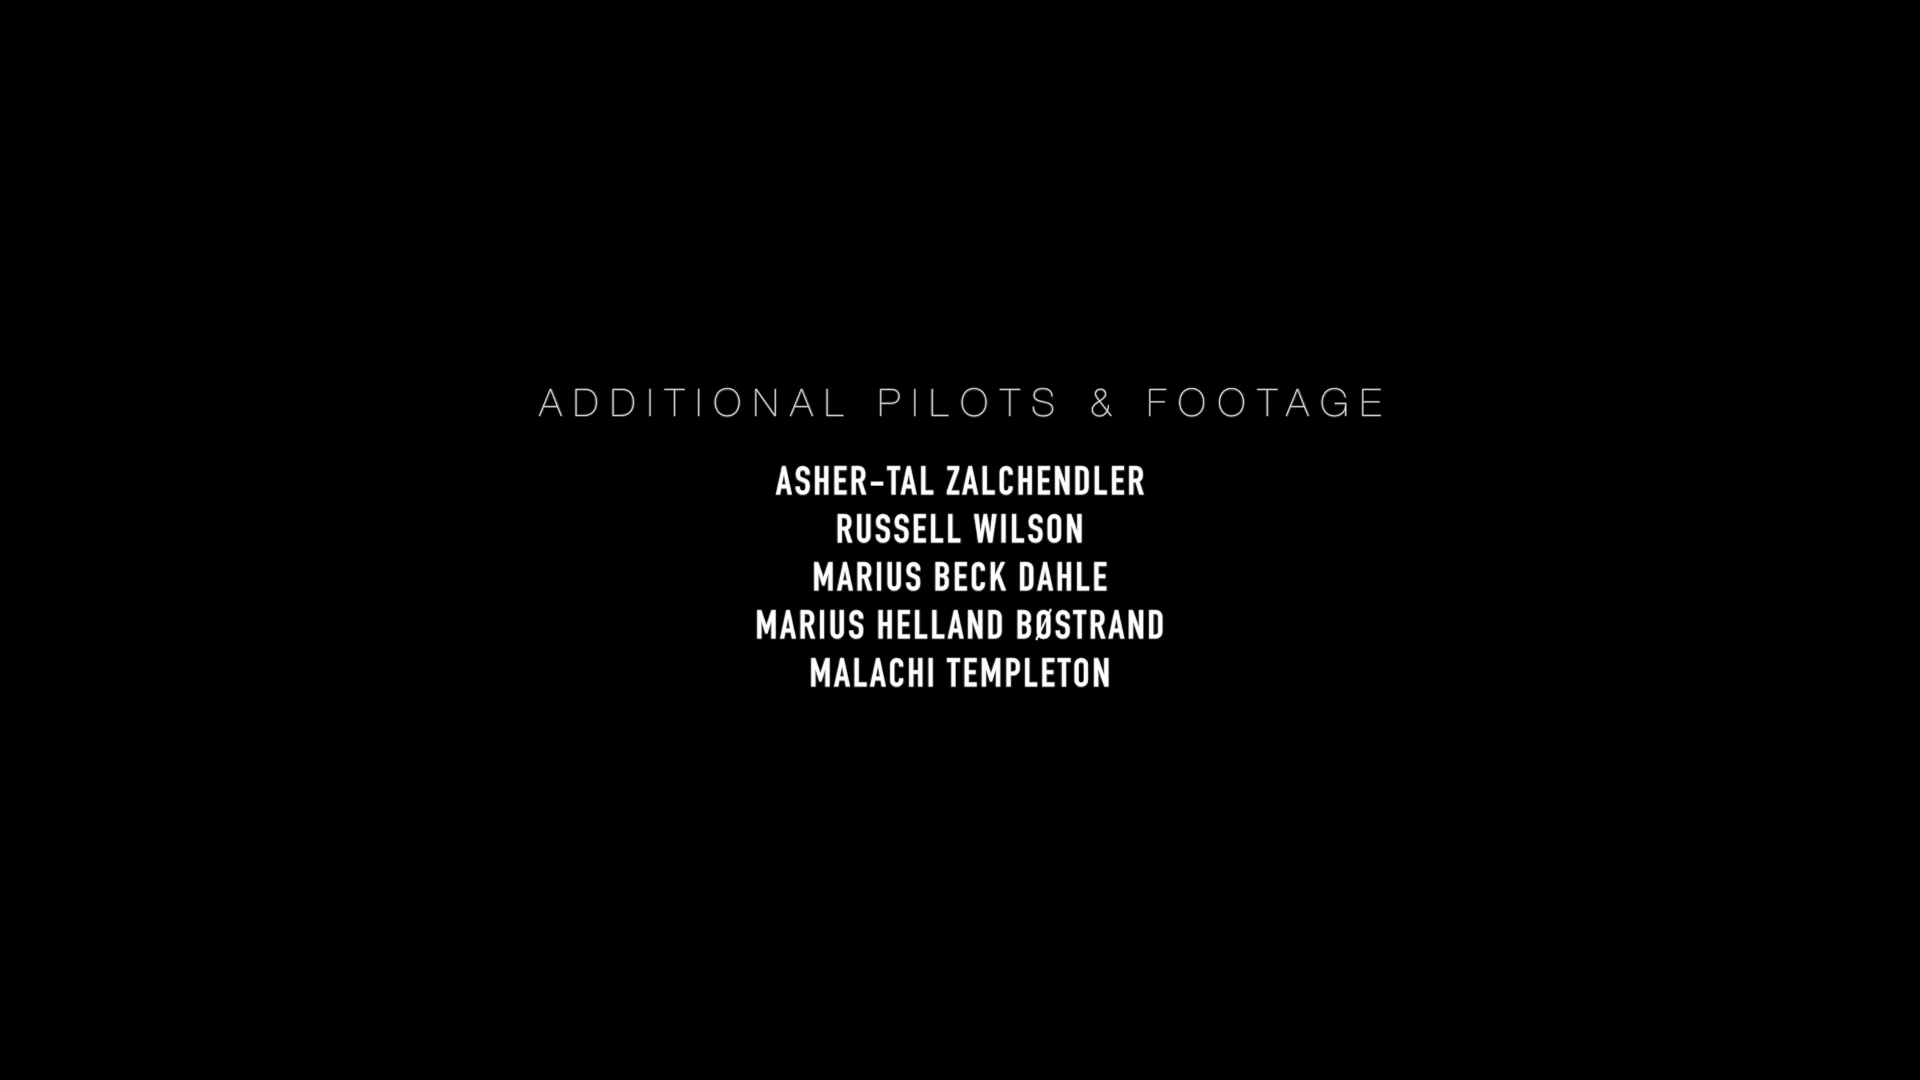 ADDITIONAL PILOTS & FOOTAGE
ASHER-TAL ZALCHENDLER
RUSSELL WILSON
MARIUS BECK DAHLE
MARIUS HELLAND BØSTRAND
MALACHI TEMPLETON